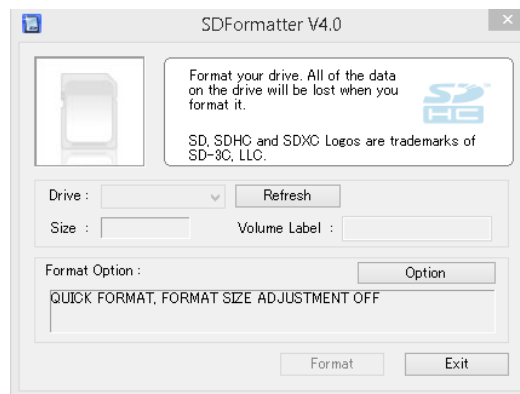 SDFormatter V4.0
Format your drive. All of the data
on the drive will be lost when you
format it.
SD, SDHC and SDXC Logos are trademarks of
SD-3C, LLC.
SD
HC
Drive :
Refresh
Size :
Volume Label :
Format Option :
Option
QUICK FORMAT, FORMAT SIZE ADJUSTMENT OFF
Format
Exit